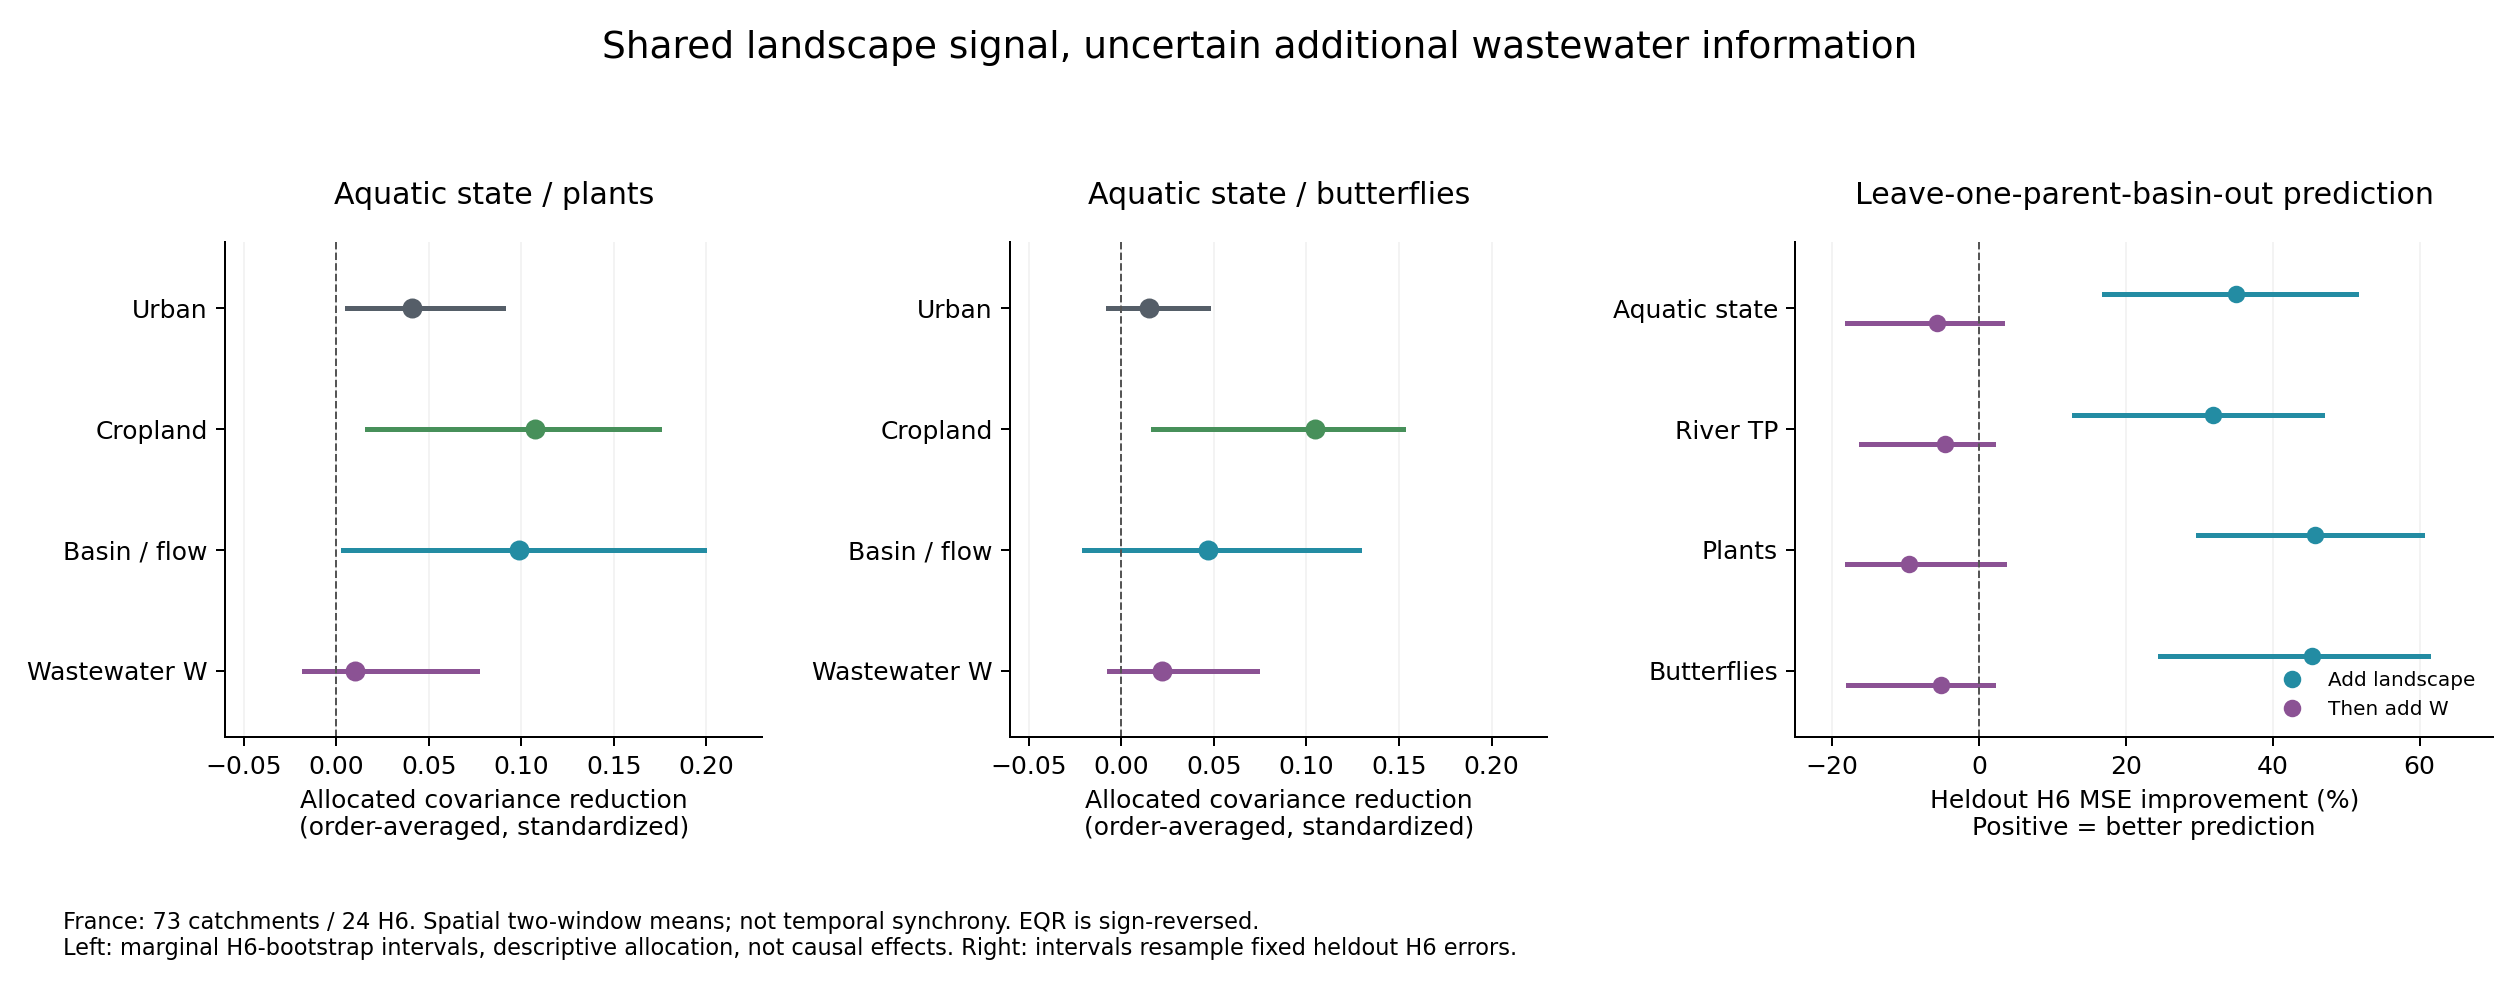 Shared landscape signal, uncertain additional wastewater information
Aquatic state / plants
Urban
Cropland
Basin / flow
Wastewater W
−0.05 0.00 0.05 0.10 0.15 0.20
Allocated covariance reduction
(order-averaged, standardized)
Aquatic state / butterflies
Urban
Cropland
Basin / flow
Wastewater W
−0.05 0.00 0.05 0.10 0.15 0.20
Allocated covariance reduction
(order-averaged, standardized)
Leave-one-parent-basin-out prediction
Aquatic state
River TP
Plants
Butterflies
Add landscape
Then add W
−20 0 20 40 60
Heldout H6 MSE improvement (%)
Positive = better prediction
France: 73 catchments / 24 H6. Spatial two-window means; not temporal synchrony. EQR is sign-reversed.
Left: marginal H6-bootstrap intervals, descriptive allocation, not causal effects. Right: intervals resample fixed heldout H6 errors.